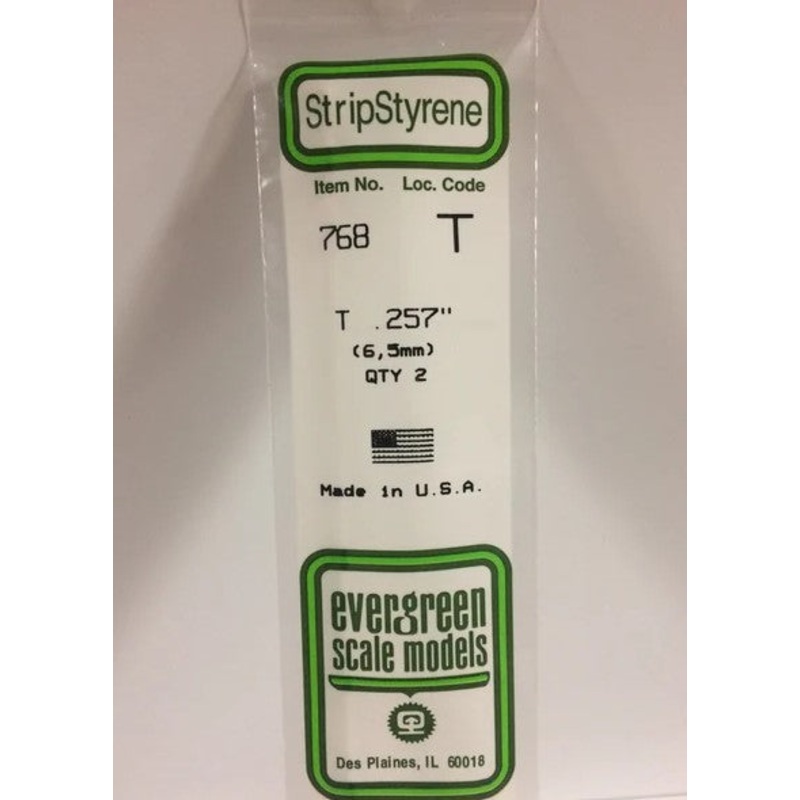 StripStyrene
Item No. Loc. Code
768 T
T .257"
(6,5mm)
QTY 2
Made in U.S.A.
evergreen
scale models
Des Plaines, IL 60018